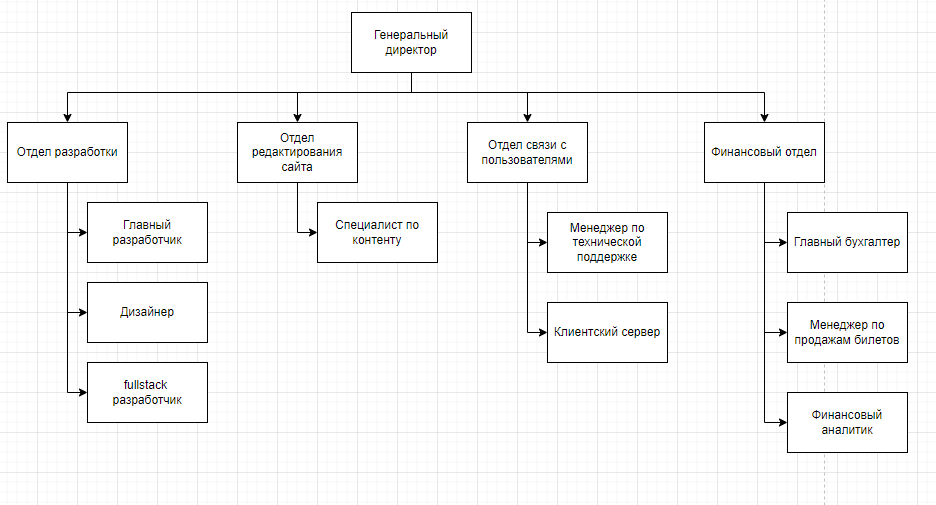 Генеральный
директор
Отдел разработки
Отдел
редактирования
сайта
Отдел связи с
пользователями
Финансовый отдел
Главный
разработчик
Дизайнер
fullstack
разработчик
Специалист по
контенту
Менеджер по
технической
поддержке
Клиентский сервер
Главный бухгалтер
Менеджер по
продажам билетов
Финансовый
аналитик